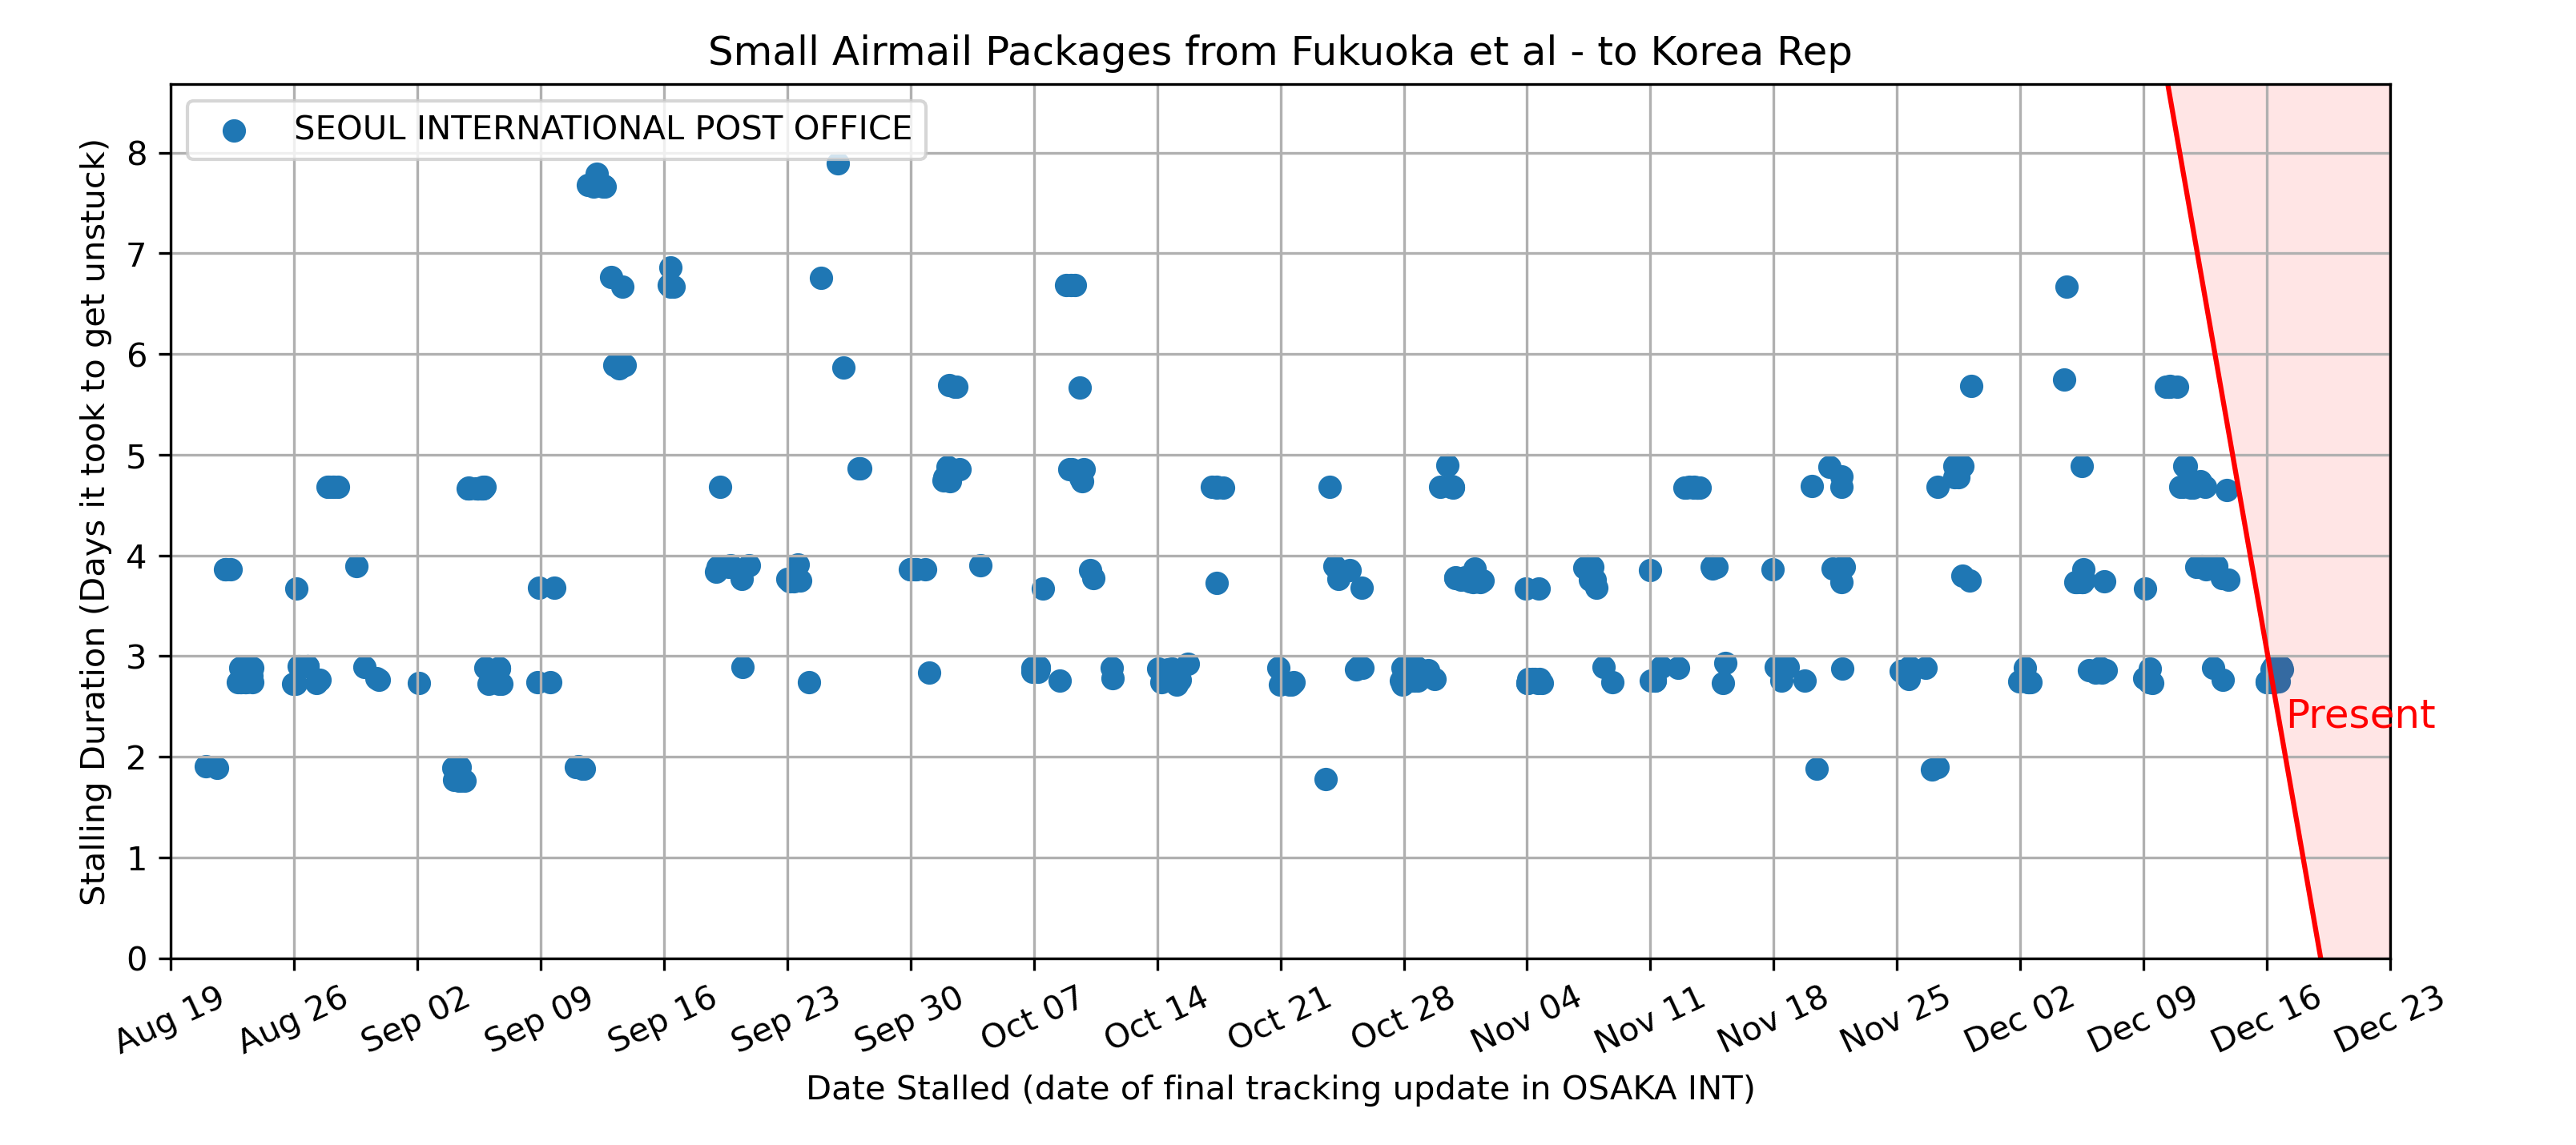 Small Airmail Packages from Fukuoka et al - to Korea Rep
SEOUL INTERNATIONAL POST OFFICE
Stalling Duration (Days it took to get unstuck)
8
7
6
5
4
3
2
1
0
Present
Aug 19
Aug 26
Sep 02
Sep 09
Sep 16
Sep 23
Sep 30
Oct 07
Oct 14
Oct 21
Oct 28
Nov 04
Nov 11
Nov 18
Nov 25
Dec 02
Dec 09
Dec 16
Dec 23
Date Stalled (date of final tracking update in OSAKA INT)